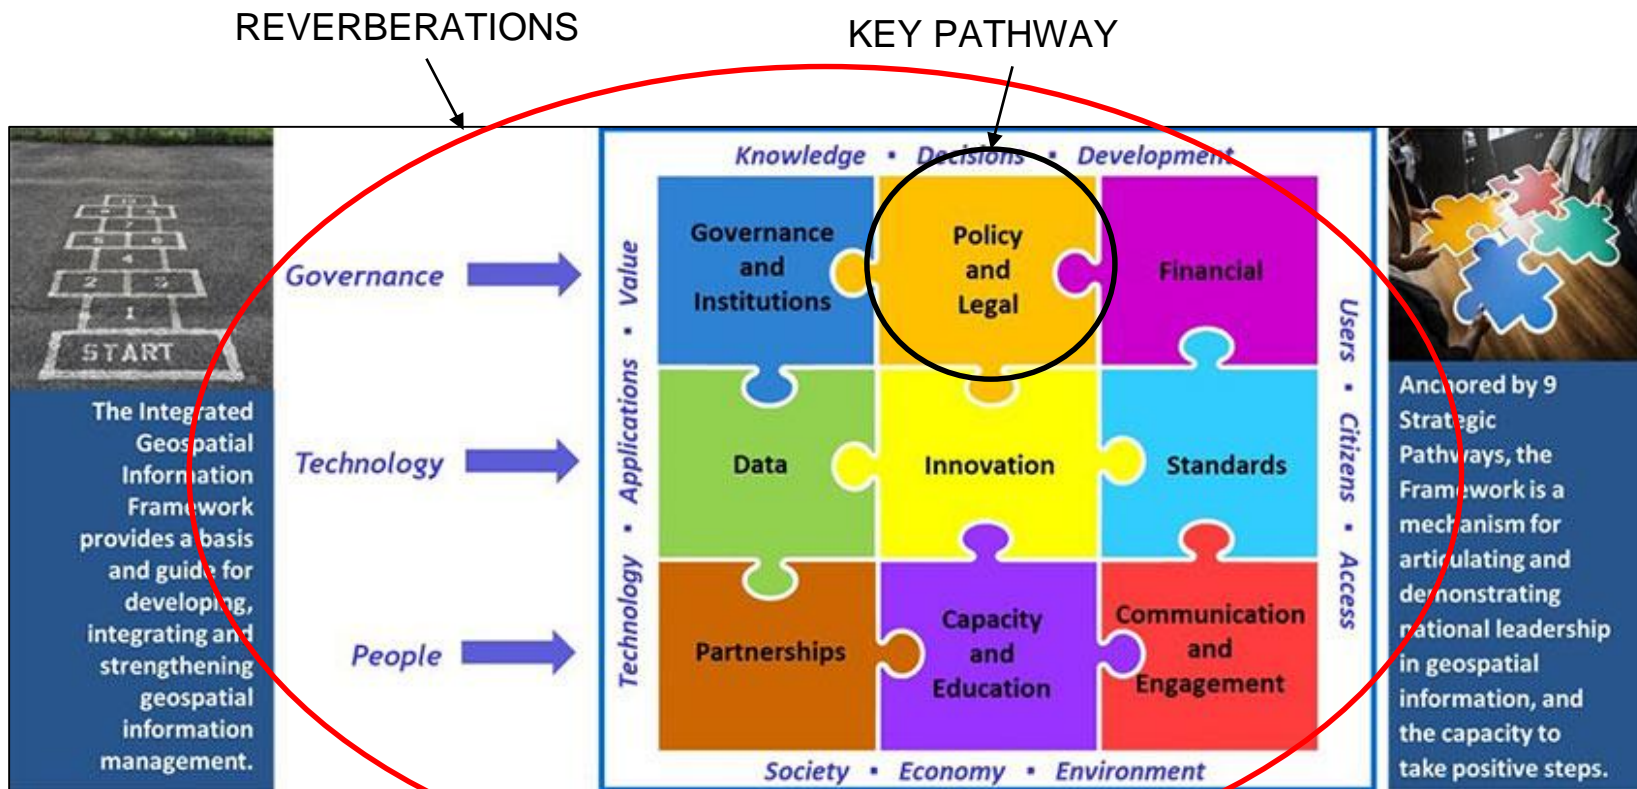 REVERBERATIONS
KEY PATHWAY
START
1
2
3
4
5
6
7
The Integrated
Geospatial
Information
Framework
provides a basis
and guide for
developing,
integrating and
strengthening
geospatial
information
management.
Governance
Technology
People
Knowledge ▪ Decisions ▪ Development
Technology ▪ Applications ▪ Value
Governance
and
Institutions
Policy
and
Legal
Financial
Data
Innovation
Standards
Partnerships
Capacity
and
Education
Communication
and
Engagement
Users ▪ Citizens ▪ Access
Society ▪ Economy ▪ Environment
Anchored by 9
Strategic
Pathways, the
Framework is a
mechanism for
articulating and
demonstrating
national leadership
in geospatial
information, and
the capacity to
take positive steps.